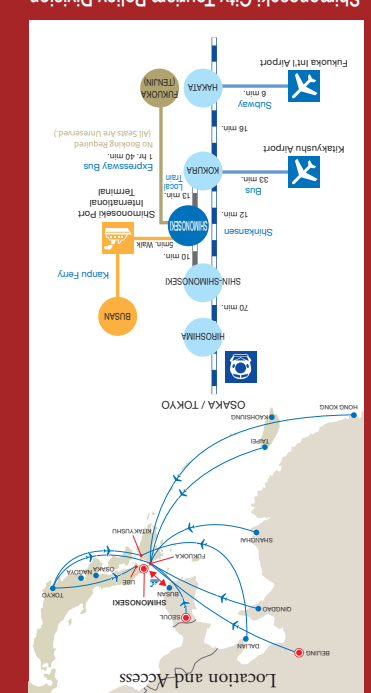 Location and Access
BEIJING
DALIAN
QINGDAO
SEOUL
BUSAN
SHIMONOSEKI
UBE
OSAKA
NAGOYA
TOKYO
FUKUOKA
KITAKYUSHU
SHANGHAI
TAIPEI
KAOHSIUNG
HONG KONG
OSAKA / TOKYO
HIROSHIMA
70 min.
SHIN-SHIMONOSEKI
10 min.
BUSAN
Kanpu Ferry
5min. Walk
Shimonoseki Port
International
Terminal
SHIMONOSEKI
Shinkansen
12 min.
13 min.
Local
Train
Expressway Bus
1 hr. 40 min.
No Booking Required
(All Seats Are Unreserved.)
Bus
33 min.
Kitakyushu Airport
KOKURA
16 min.
FUKUOKA
(TENJIN)
HAKATA
Subway
6 min.
Fukuoka Int'l Airport
Shimonoseki City Tourism Policy Division